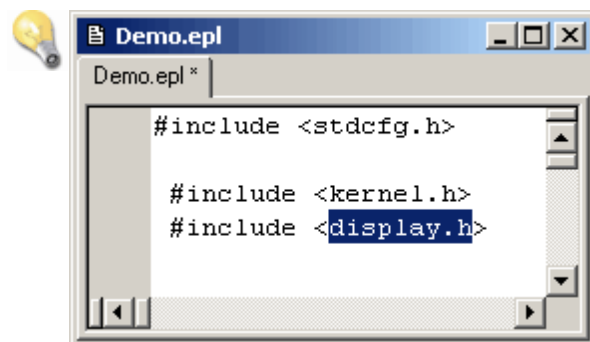 Demo.epl
Demo.epl *
#include <stdcfg.h>
#include <kernel.h>
#include <display.h>